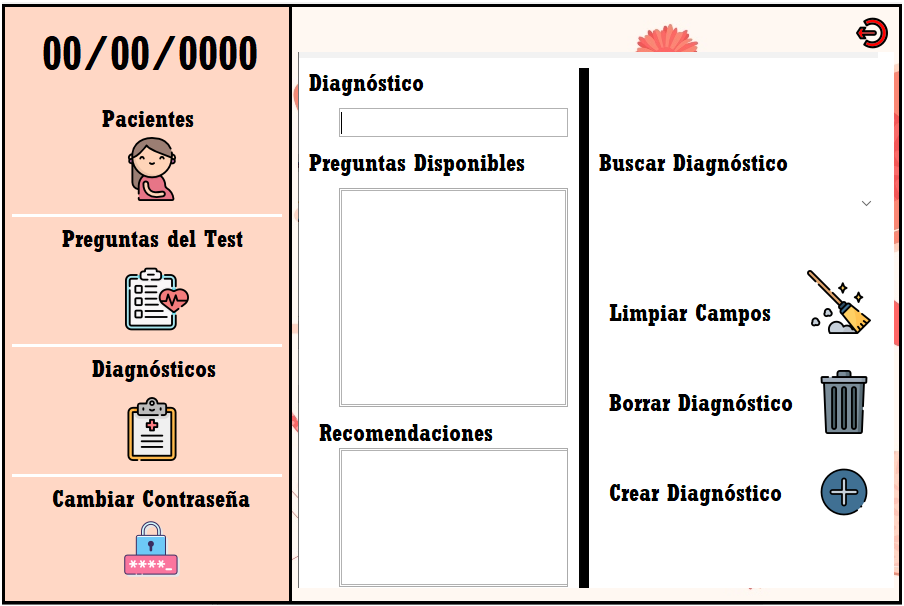 00/00/0000
Pacientes
Preguntas del Test
Diagnósticos
Cambiar Contraseña
****_
Diagnóstico
Preguntas Disponibles
Recomendaciones
Buscar Diagnóstico
Limpiar Campos
Borrar Diagnóstico
Crear Diagnóstico